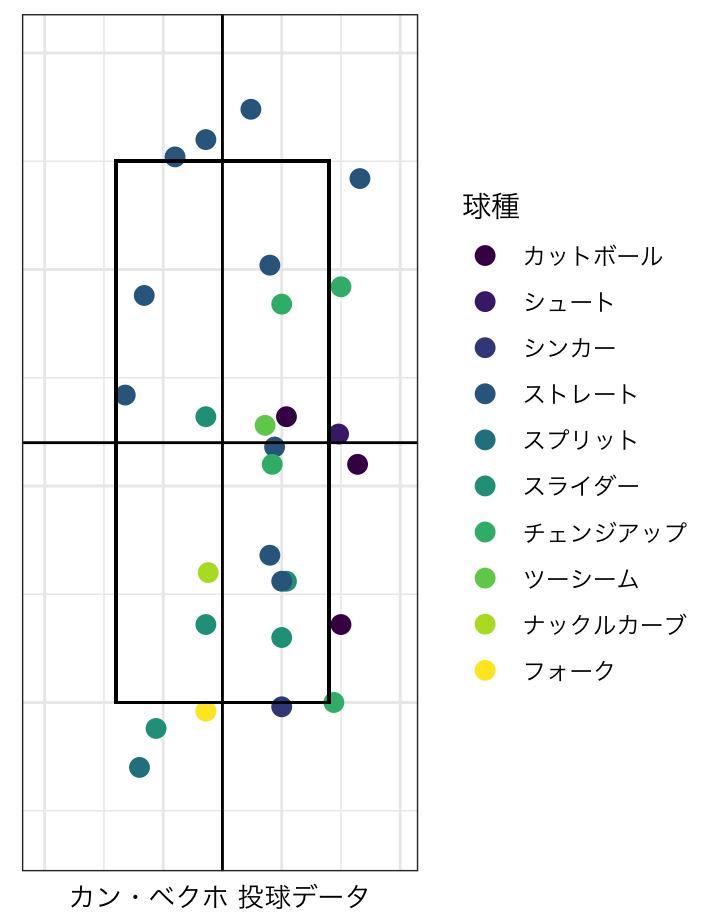 球種
カットボール
シュート
シンカー
ストレート
スプリット
スライダー
チェンジアップ
ツーシーム
ナックルカーブ
フォーク
カン・ベクホ 投球データ